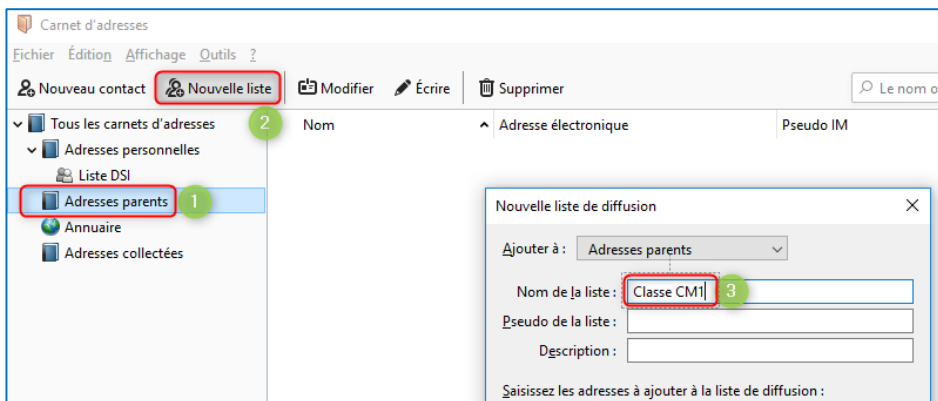 Carnet d'adresses
Fichier Édition Affichage Outils ?
Nouveau contact Nouvelle liste Modifier Écrire Supprimer Le nom o
Tous les carnets d'adresses 2 Nom Adresse électronique Pseudo IM
Adresses personnelles
Liste DSI
Adresses parents 1
Annuaire
Adresses collectées
Nouvelle liste de diffusion
Ajouter à : Adresses parents
Nom de la liste : Classe CM1 3
Pseudo de la liste :
Description :
Saisissez les adresses à ajouter à la liste de diffusion :